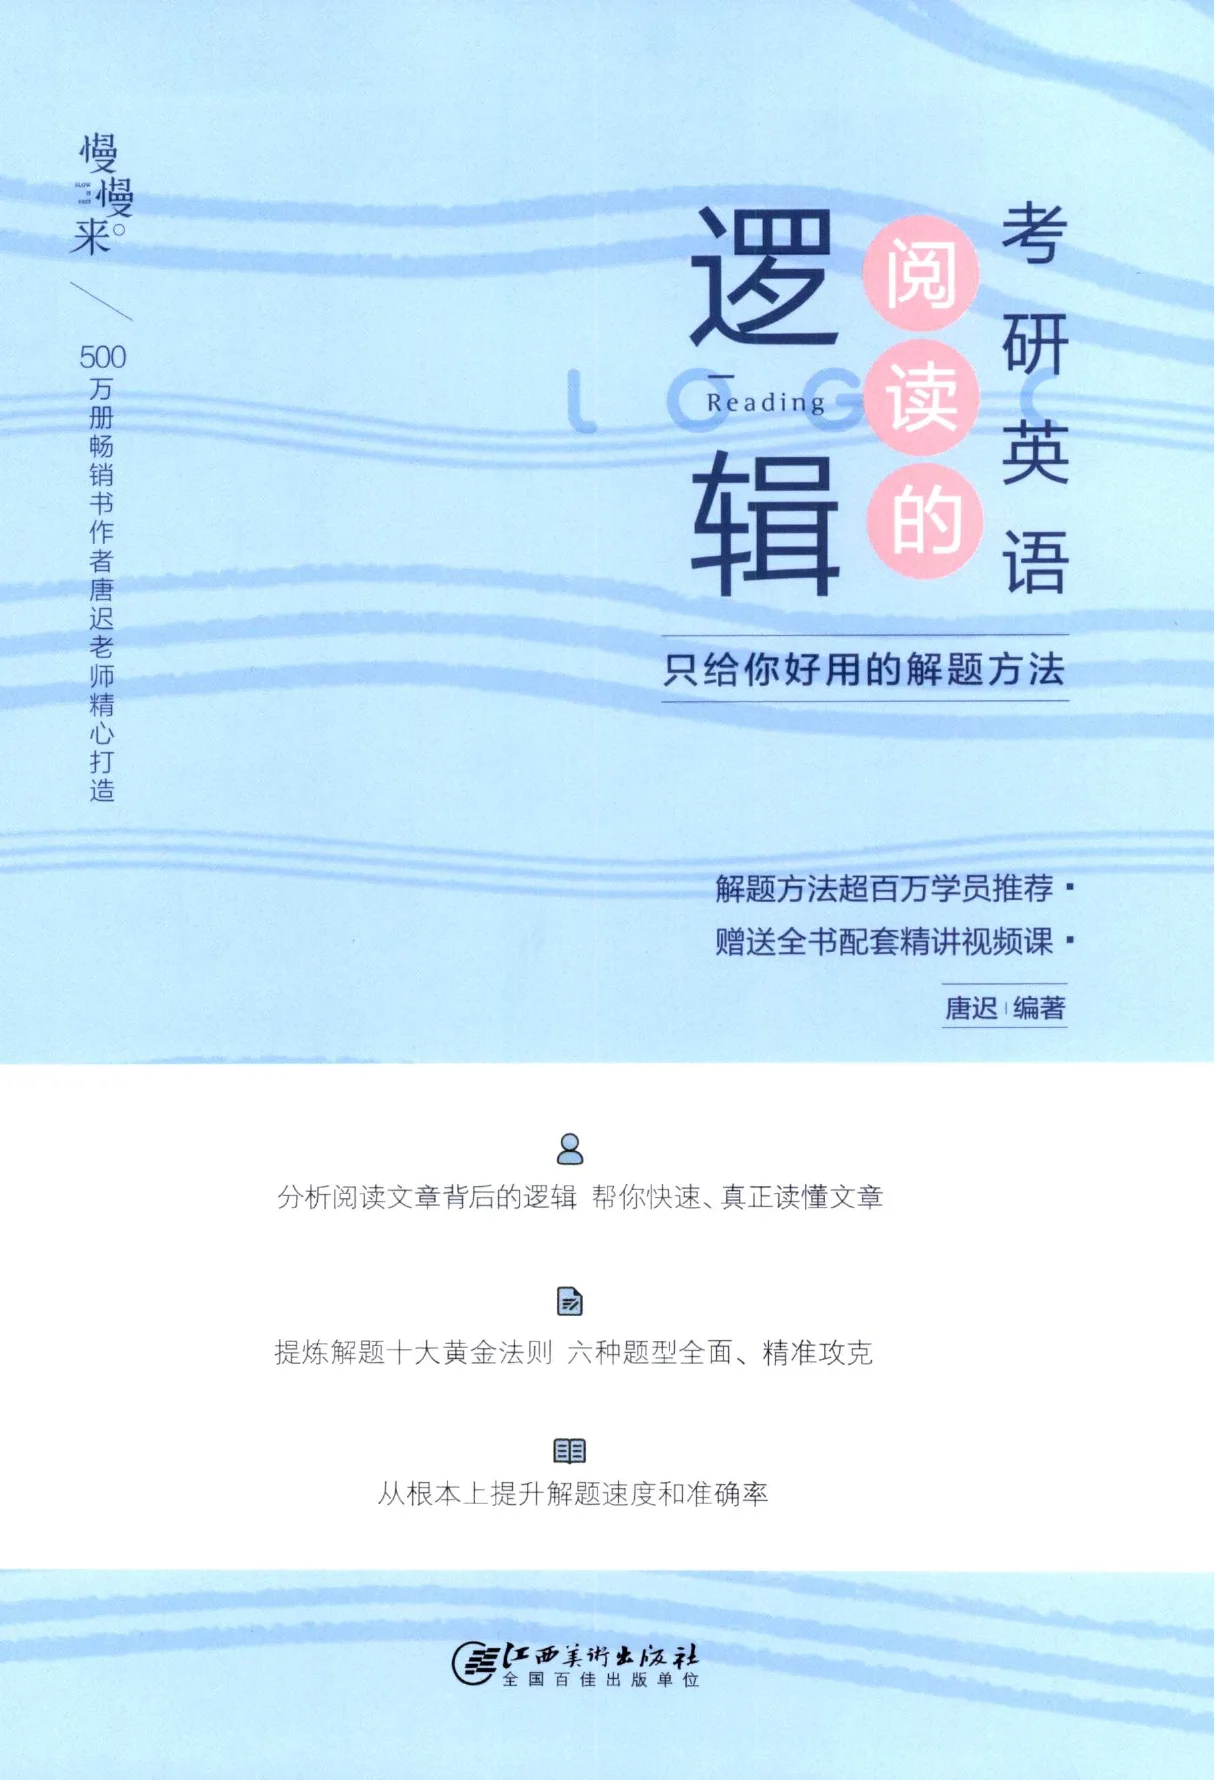 慢慢来。
SLOW
IS
FAST
500万册畅销书作者唐迟老师精心打造
考研英语
阅读的
逻辑
Reading
LOGIC
只给你好用的解题方法
解题方法超百万学员推荐▪
赠送全书配套精讲视频课▪
唐迟|编著
分析阅读文章背后的逻辑 帮你快速、真正读懂文章
提炼解题十大黄金法则 六种题型全面、精准攻克
从根本上提升解题速度和准确率
江西美術出版社
全国百佳出版单位